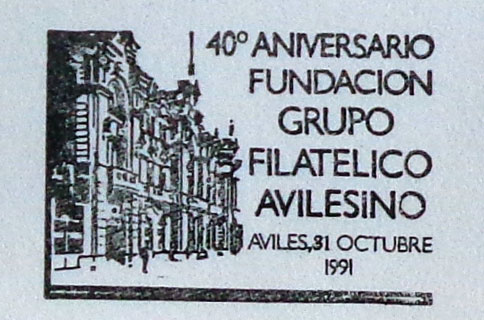 40º ANIVERSARIO
FUNDACION
GRUPO
FILATELICO
AVILESiNO
AVILES,31 OCTUBRE
1991